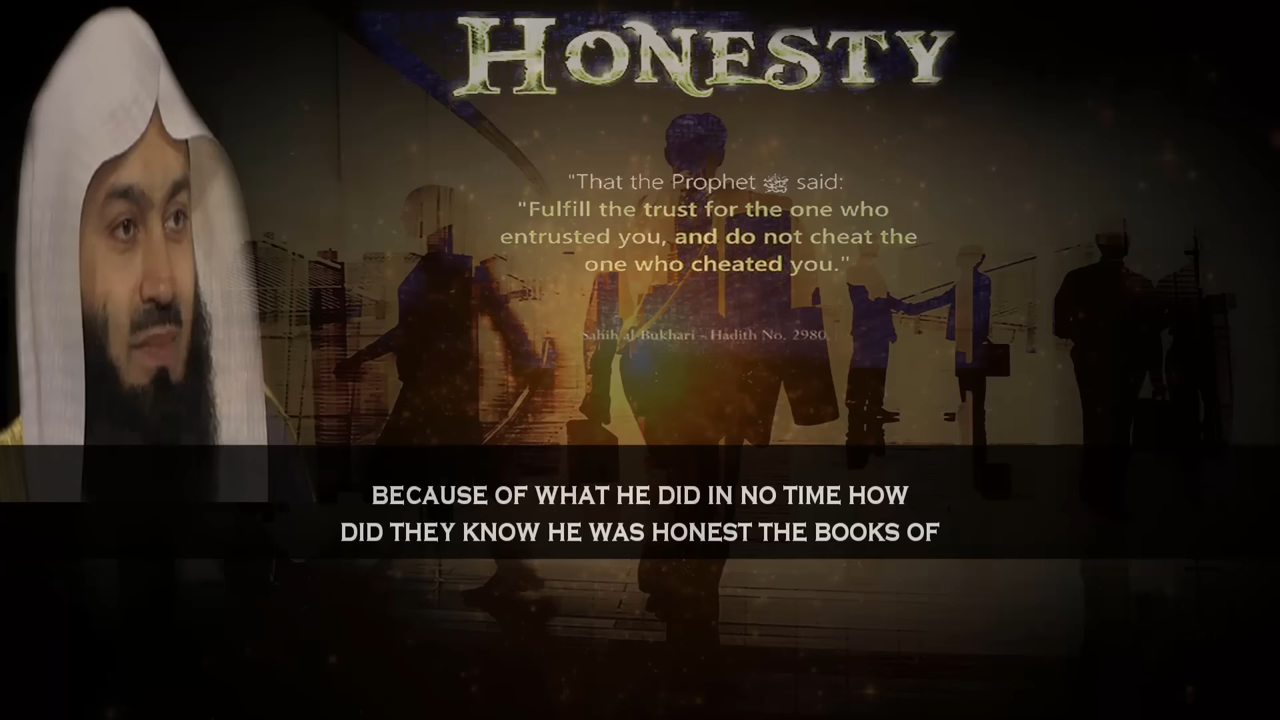 HONESTY
"That the Prophet ﷺ said:
"Fulfill the trust for the one who
entrusted you, and do not cheat the
one who cheated you."
Sahih al-Bukhari - Hadith No. 2980.
BECAUSE OF WHAT HE DID IN NO TIME HOW
DID THEY KNOW HE WAS HONEST THE BOOKS OF